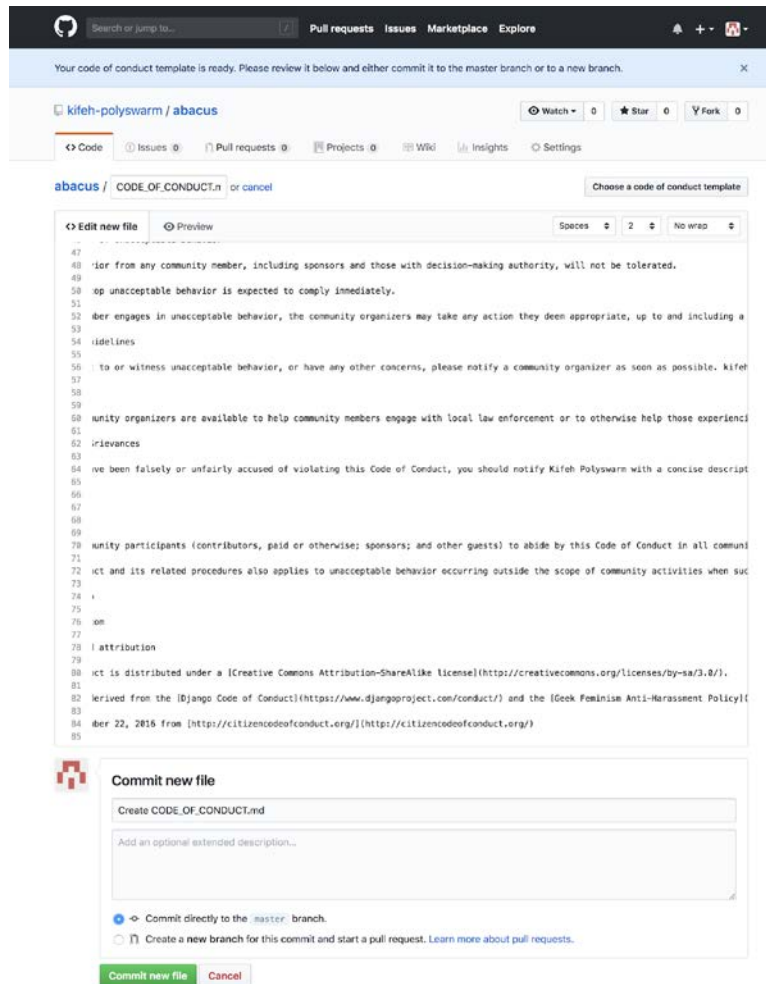 Search or jump to... / Pull requests Issues Marketplace Explore
Your code of conduct template is ready. Please review it below and either commit it to the master branch or to a new branch.
kifeh-polyswarm / abacus Watch 0 Star 0 Fork 0
Code Issues 0 Pull requests 0 Projects 0 Wiki Insights Settings
abacus / CODE_OF_CONDUCT.n or cancel Choose a code of conduct template
Edit new file Preview Spaces 2 No wrap
47
48 rior from any community member, including sponsors and those with decision-making authority, will not be tolerated.
49
50 top unacceptable behavior is expected to comply immediately.
51
52 ber engages in unacceptable behavior, the community organizers may take any action they deem appropriate, up to and including a
53
54 idelines
55
56 to or witness unacceptable behavior, or have any other concerns, please notify a community organizer as soon as possible. kifeh
57
58
59
60 unity organizers are available to help community members engage with local law enforcement or to otherwise help those experienci
61
62 rievances
63
64 ve been falsely or unfairly accused of violating this Code of Conduct, you should notify Kifeh Polyswarm with a concise descript
65
66
67
68
69
70 unity participants (contributors, paid or otherwise; sponsors; and other guests) to abide by this Code of Conduct in all communi
71
72 ct and its related procedures also applies to unacceptable behavior occurring outside the scope of community activities when suc
73
74
75
76 om
77
78 l attribution
79
80 ct is distributed under a [Creative Commons Attribution-ShareAlike license](http://creativecommons.org/licenses/by-sa/3.0/).
81
82 derived from the [Django Code of Conduct](https://www.djangoproject.com/conduct/) and the [Geek Feminism Anti-Harassment Policy](
83
84 ber 22, 2016 from [http://citizencodeofconduct.org/](http://citizencodeofconduct.org/)
85
Commit new file
Create CODE_OF_CONDUCT.md
Add an optional extended description...
Commit directly to the master branch.
Create a new branch for this commit and start a pull request. Learn more about pull requests.
Commit new file Cancel